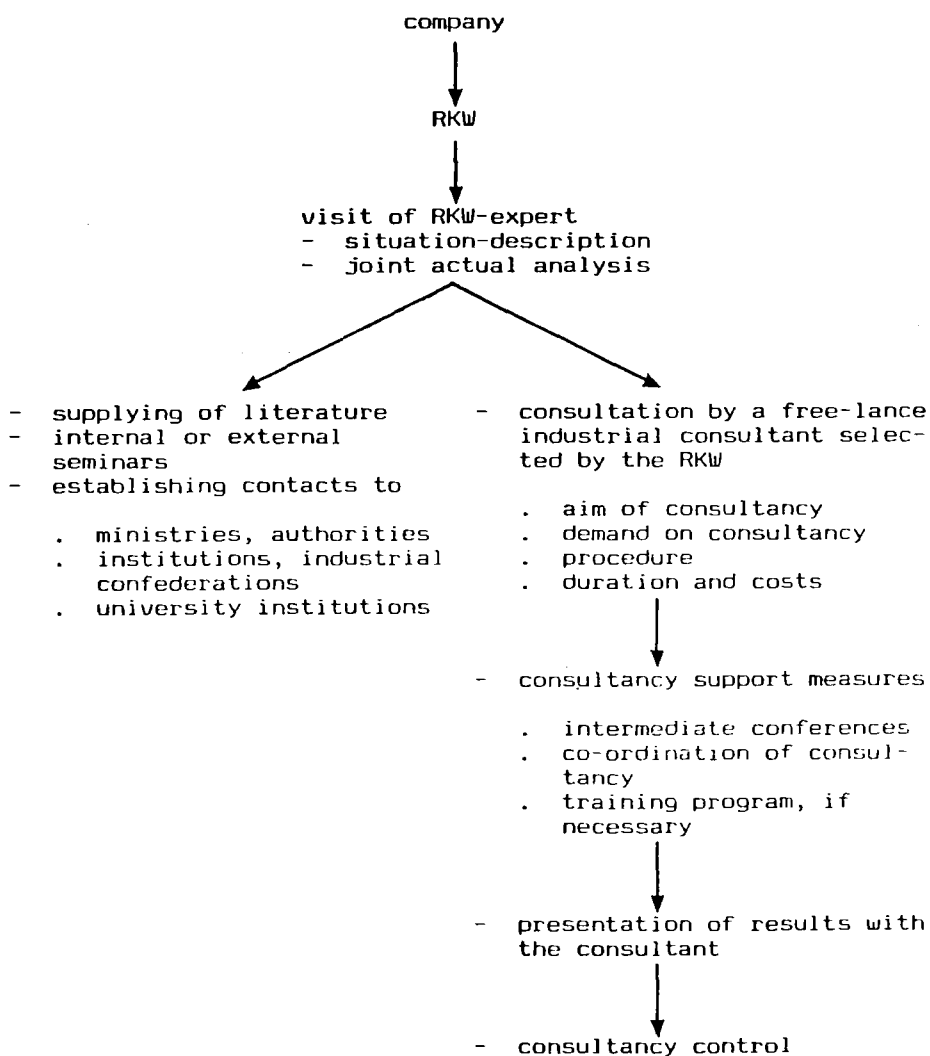 company
RKW
visit of RKW-expert
- situation-description
- joint actual analysis
- supplying of literature
- internal or external
seminars
- establishing contacts to
. ministries, authorities
. institutions, industrial
confederations
. university institutions
- consultation by a free-lance
industrial consultant selec-
ted by the RKW
. aim of consultancy
. demand on consultancy
. procedure
. duration and costs
- consultancy support measures
. intermediate conferences
. co-ordination of consul-
tancy
. training program, if
necessary
- presentation of results with
the consultant
- consultancy control